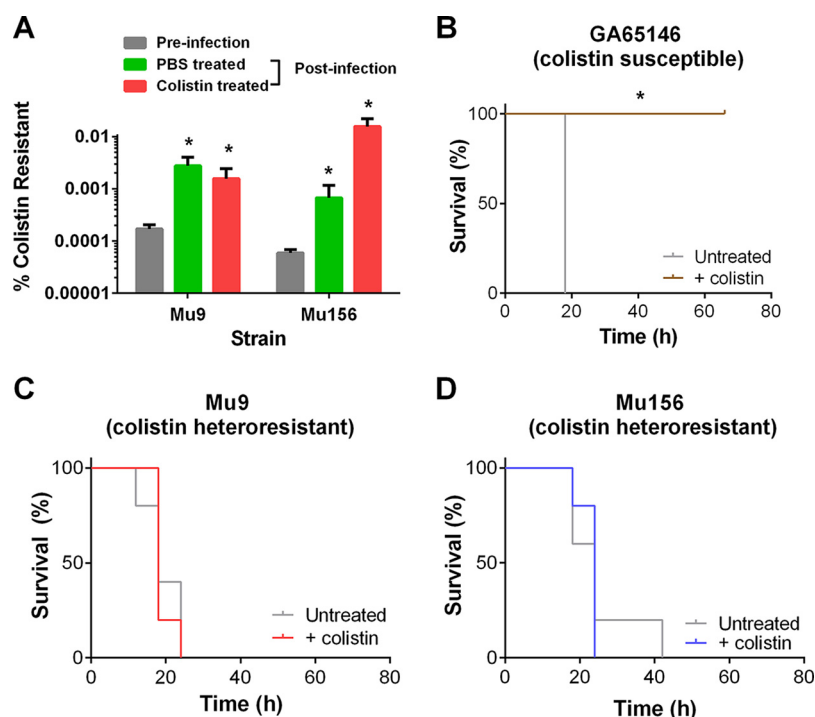 A
Pre-infection
PBS treated
Colistin treated
Post-infection
% Colistin Resistant
0.01
0.001
0.0001
0.00001
* * * *
Mu9 Mu156
Strain
B
GA65146
(colistin susceptible)
Survival (%)
100
50
0
*
Untreated
+ colistin
0 20 40 60 80
Time (h)
C
Mu9
(colistin heteroresistant)
Survival (%)
100
50
0
Untreated
+ colistin
0 20 40 60 80
Time (h)
D
Mu156
(colistin heteroresistant)
Survival (%)
100
50
0
Untreated
+ colistin
0 20 40 60 80
Time (h)